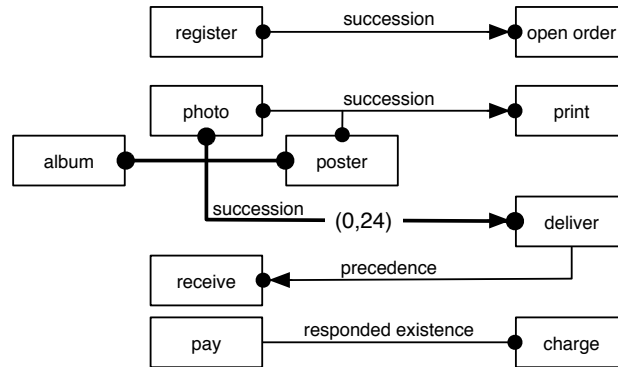 register
succession
open order
photo
succession
print
album
poster
succession
(0,24)
deliver
receive
precedence
pay
responded existence
charge